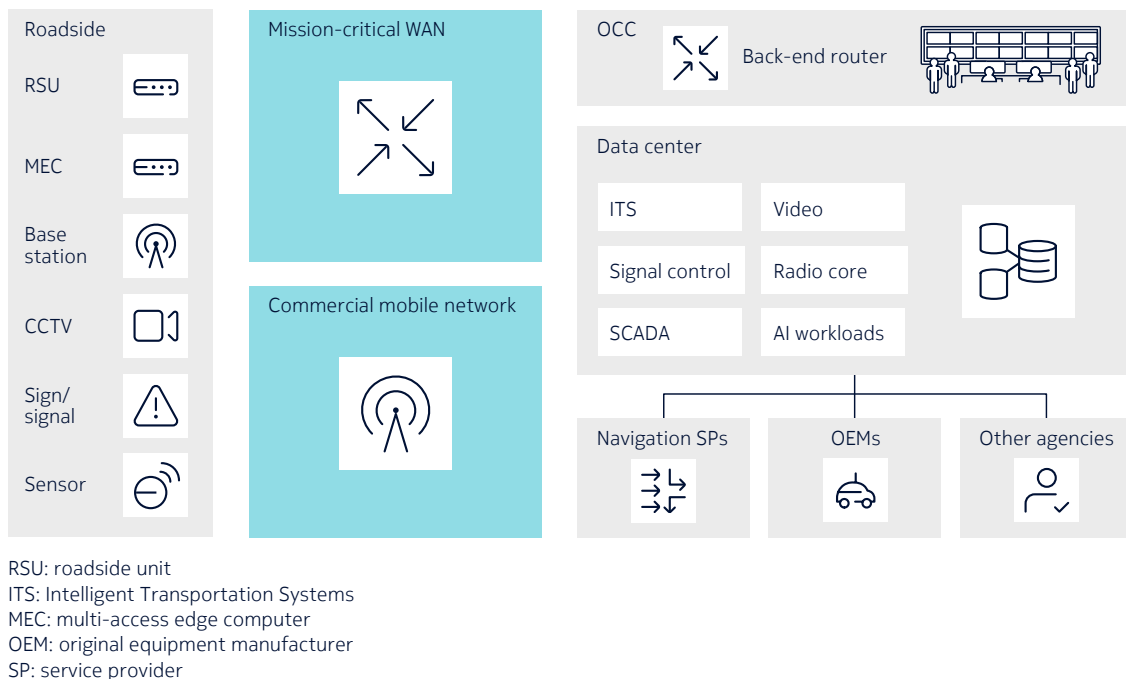 Roadside
RSU
MEC
Base
station
CCTV
Sign/
signal
Sensor
Mission-critical WAN
Commercial mobile network
OCC
Back-end router
Data center
ITS
Video
Signal control
Radio core
SCADA
AI workloads
Navigation SPs
OEMs
Other agencies
RSU: roadside unit
ITS: Intelligent Transportation Systems
MEC: multi-access edge computer
OEM: original equipment manufacturer
SP: service provider